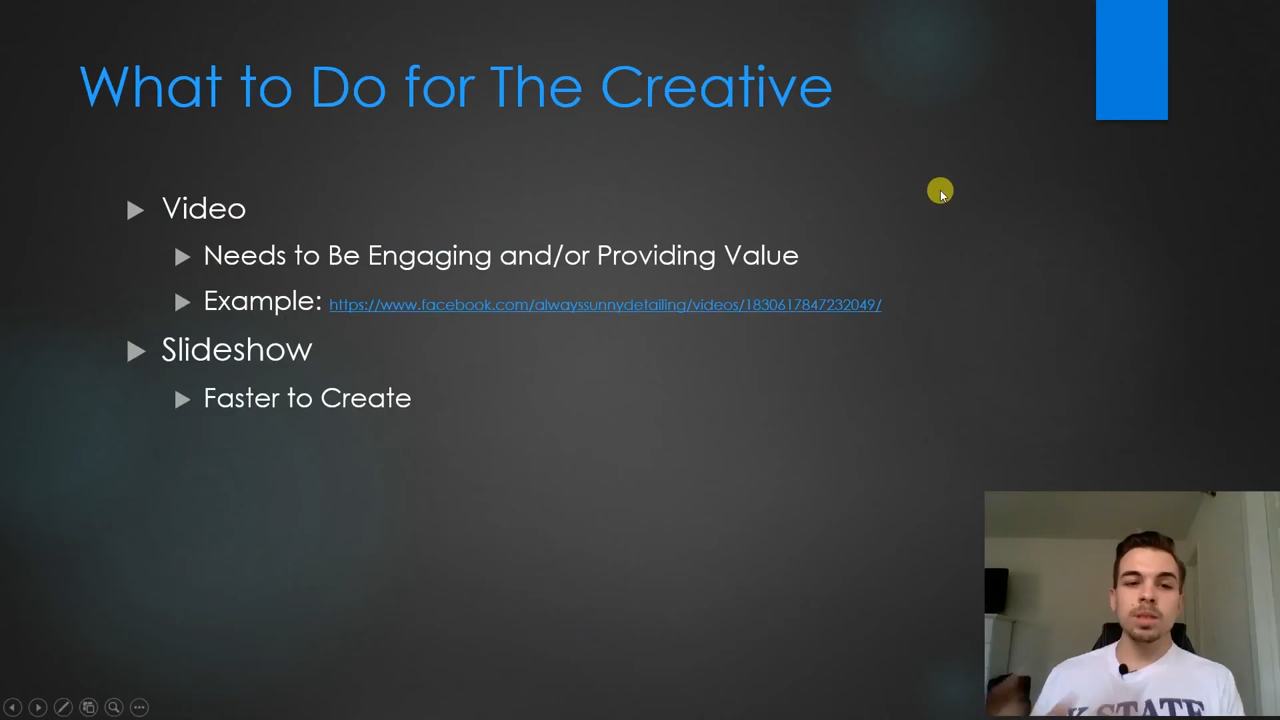 What to Do for The Creative
Video
Needs to Be Engaging and/or Providing Value
Example: https://www.facebook.com/alwayssunnydetailing/videos/1830617847232049/
Slideshow
Faster to Create
K-STATE